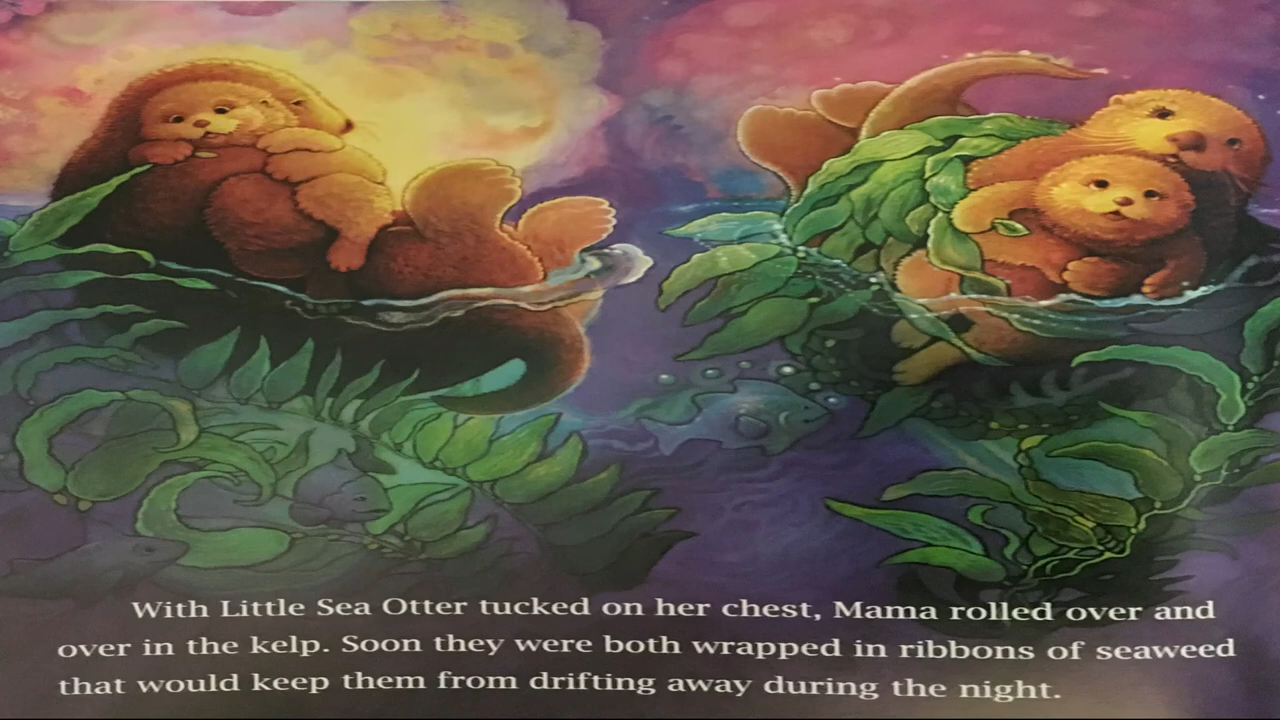 With Little Sea Otter tucked on her chest, Mama rolled over and
over in the kelp. Soon they were both wrapped in ribbons of seaweed
that would keep them from drifting away during the night.